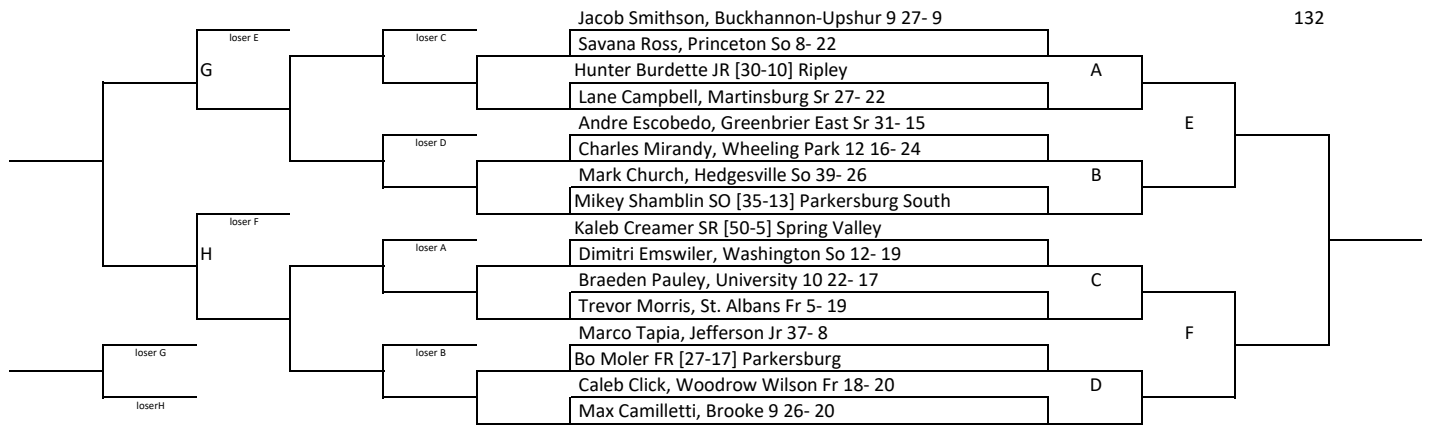 Jacob Smithson, Buckhannon-Upshur 9 27- 9
132
loser E
loser C
Savana Ross, Princeton So 8- 22
G
Hunter Burdette JR [30-10] Ripley
A
Lane Campbell, Martinsburg Sr 27- 22
Andre Escobedo, Greenbrier East Sr 31- 15
E
loser D
Charles Mirandy, Wheeling Park 12 16- 24
Mark Church, Hedgesville So 39- 26
B
Mikey Shamblin SO [35-13] Parkersburg South
loser F
Kaleb Creamer SR [50-5] Spring Valley
H
loser A
Dimitri Emswiler, Washington So 12- 19
Braeden Pauley, University 10 22- 17
C
Trevor Morris, St. Albans Fr 5- 19
Marco Tapia, Jefferson Jr 37- 8
F
loser G
loser B
Bo Moler FR [27-17] Parkersburg
Caleb Click, Woodrow Wilson Fr 18- 20
D
loserH
Max Camilletti, Brooke 9 26- 20